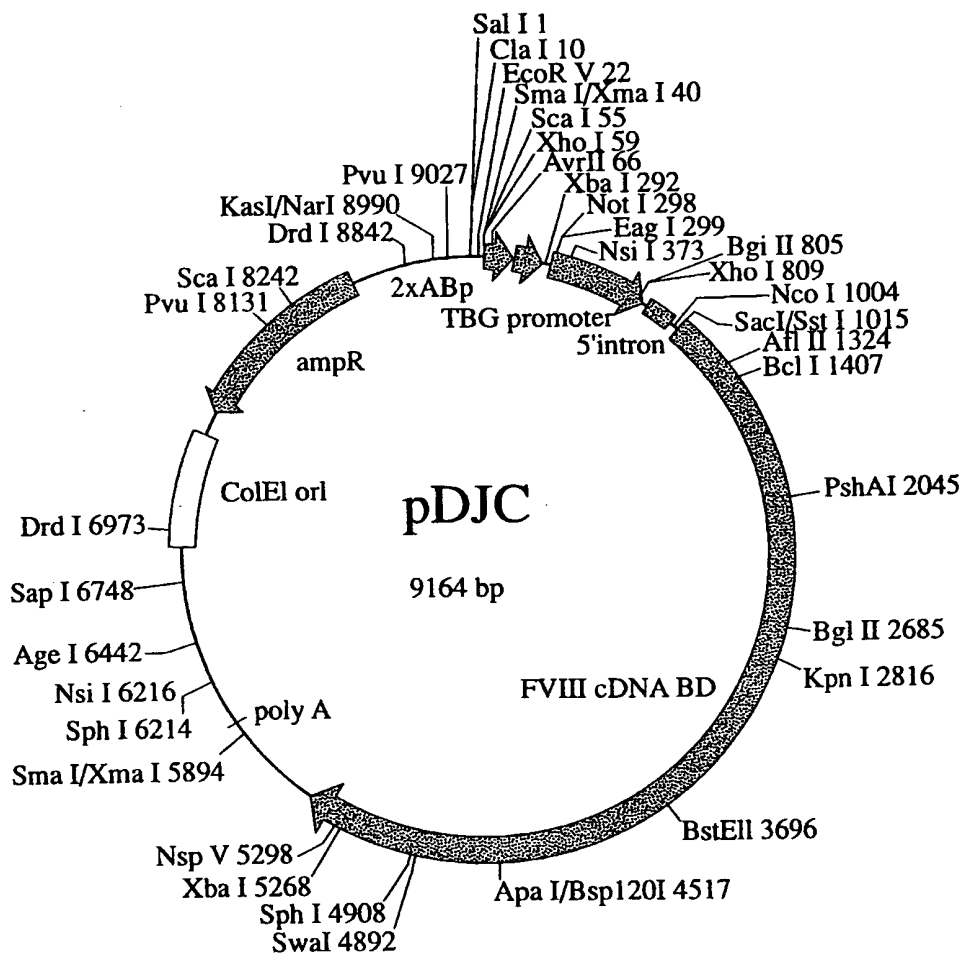 Sal I 1
Cla I 10
EcoR V 22
Sma I/Xma I 40
Sca I 55
Xho I 59
AvrII 66
Xba I 292
Not I 298
Eag I 299
Nsi I 373
Bgi II 805
Xho I 809
Nco I 1004
SacI/Sst I 1015
Afl II 1324
Bcl I 1407
PshAI 2045
Bgl II 2685
Kpn I 2816
BstEll 3696
Apa I/Bsp120I 4517
SwaI 4892
Sph I 4908
Xba I 5268
Nsp V 5298
Sma I/Xma I 5894
Sph I 6214
Nsi I 6216
Age I 6442
Sap I 6748
Drd I 6973
Pvu I 8131
Sca I 8242
Drd I 8842
KasI/NarI 8990
Pvu I 9027
2xABp
TBG promoter
5'intron
ampR
ColEl orl
pDJC
9164 bp
FVIII cDNA BD
poly A